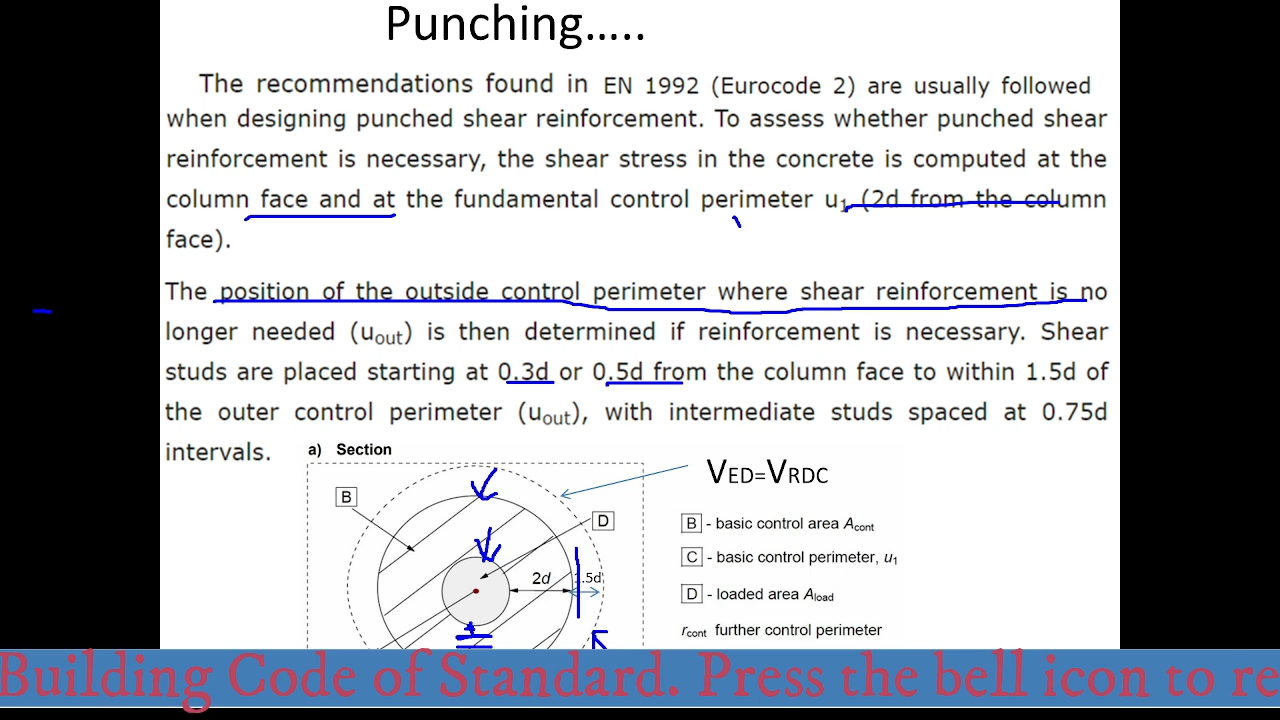 Punching.....
The recommendations found in EN 1992 (Eurocode 2) are usually followed
when designing punched shear reinforcement. To assess whether punched shear
reinforcement is necessary, the shear stress in the concrete is computed at the
column face and at the fundamental control perimeter u1 (2d from the column
face).
The position of the outside control perimeter where shear reinforcement is no
longer needed (uout) is then determined if reinforcement is necessary. Shear
studs are placed starting at 0.3d or 0.5d from the column face to within 1.5d of
the outer control perimeter (uout), with intermediate studs spaced at 0.75d
intervals.
a) Section
VED=VRDC
B
D
B - basic control area Acont
C - basic control perimeter, u1
2d
1.5d
D - loaded area Aload
rcont further control perimeter
Building Code of Standard. Press the bell icon to re